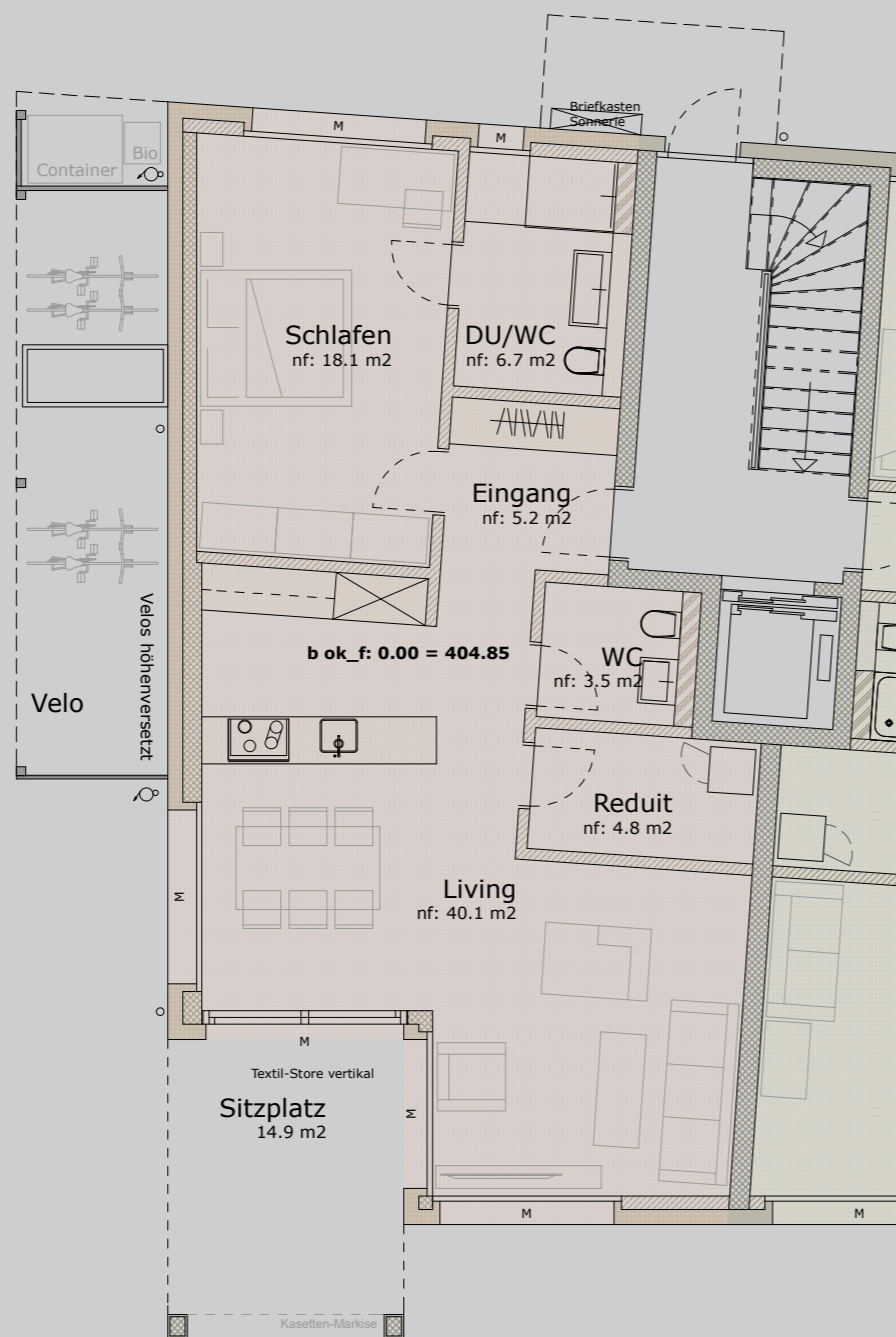 Briefkasten
Sonnerie
M
M
Bio
Container
Schlafen
nf: 18.1 m2
DU/WC
nf: 6.7 m2
Eingang
nf: 5.2 m2
b ok_f: 0.00 = 404.85
WC
nf: 3.5 m2
Velo
Velos höhenversetzt
Reduit
nf: 4.8 m2
Living
nf: 40.1 m2
M
M
Textil-Store vertikal
Sitzplatz
14.9 m2
M
M
M
Kasetten-Markise